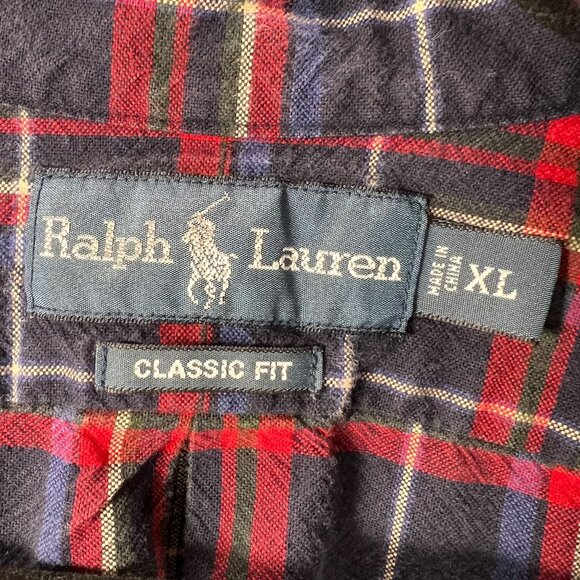 Ralph Lauren
MADE IN
CHINA
XL
CLASSIC FIT